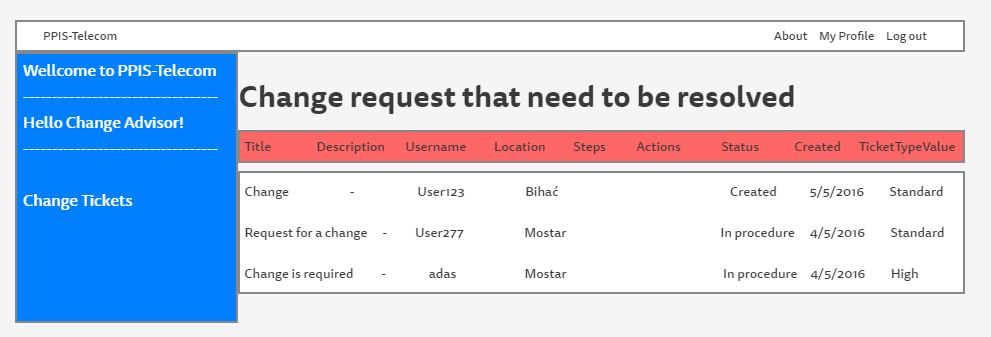 PPIS-Telecom About My Profile Log out
Wellcome to PPIS-Telecom
----------------------------------
Hello Change Advisor!
----------------------------------
Change Tickets
Change request that need to be resolved
Title Description Username Location Steps Actions Status Created TicketTypeValue
Change - User123 Bihać Created 5/5/2016 Standard
Request for a change - User277 Mostar In procedure 4/5/2016 Standard
Change is required - adas Mostar In procedure 4/5/2016 High